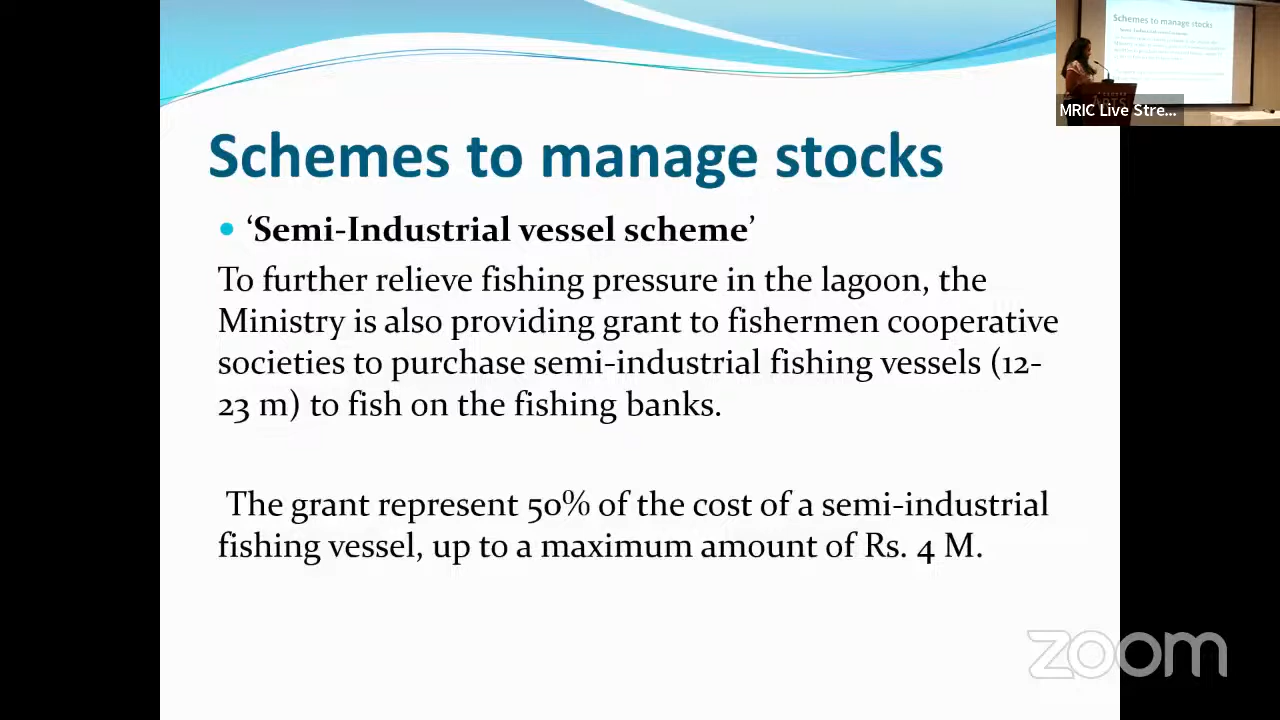 Schemes to manage stocks
MRIC Live Stre...
Schemes to manage stocks
• ‘Semi-Industrial vessel scheme’
To further relieve fishing pressure in the lagoon, the
Ministry is also providing grant to fishermen cooperative
societies to purchase semi-industrial fishing vessels (12-
23 m) to fish on the fishing banks.
The grant represent 50% of the cost of a semi-industrial
fishing vessel, up to a maximum amount of Rs. 4 M.
zoom